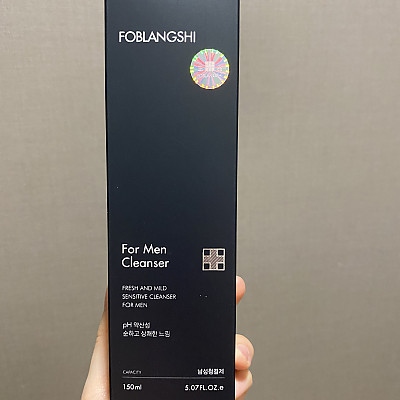 FOBLANGSHI
For Men
Cleanser
FRESH AND MILD
SENSITIVE CLEANSER
FOR MEN
pH 약산성
순하고 상쾌한 느낌
CAPACITY 남성청결제
150ml 5.07FL.OZ.e